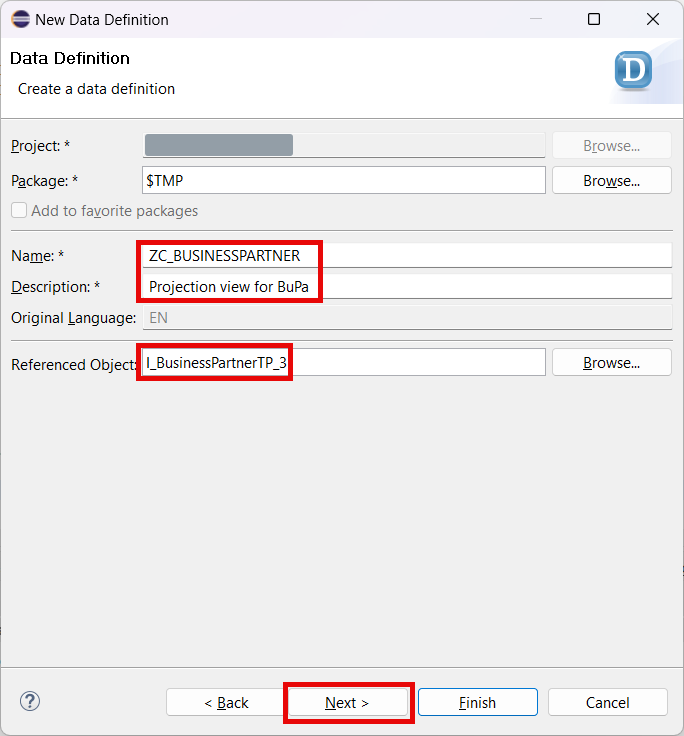 New Data Definition
Data Definition
D
Create a data definition
Project: *
Browse...
Package: * $TMP Browse...
Add to favorite packages
Name: * ZC_BUSINESSPARTNER
Description: * Projection view for BuPa
Original Language: EN
Referenced Object: I_BusinessPartnerTP_3 Browse...
?
< Back Next > Finish Cancel